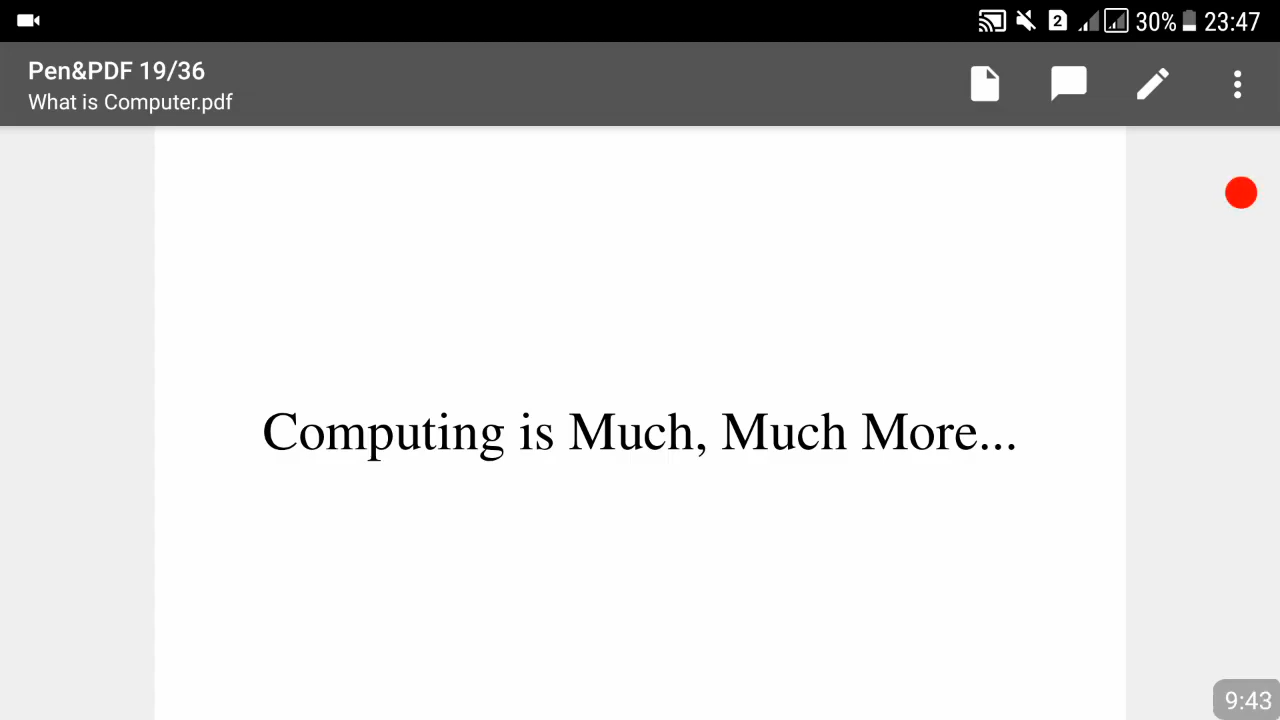 2 30% 23:47
Pen&PDF 19/36
What is Computer.pdf
Computing is Much, Much More...
9:43